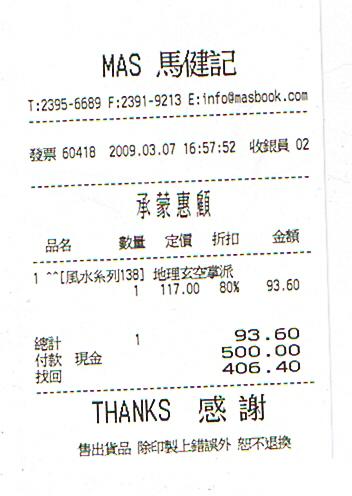 MAS 馬健記
T:2395-6689 F:2391-9213 E:info@masbook.com
發票 60418 2009.03.07 16:57:52 收銀員 02
承蒙惠顧
品名 數量 定價 折扣 金額
1 ^^[風水系列138] 地理玄空掌派
1 117.00 80% 93.60
總計 1 93.60
付款 現金 500.00
找回 406.40
THANKS 感謝
售出貨品 除印製上錯誤外 恕不退換